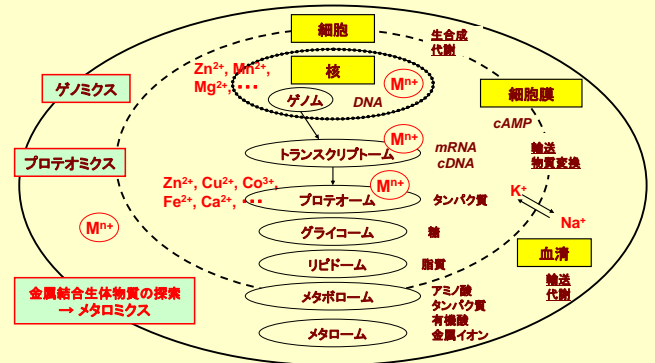 細胞
生合成
代謝
Zn²⁺, Mn²⁺,
Mg²⁺, ・・・
核
Mⁿ⁺
ゲノミクス
ゲノム
DNA
細胞膜
cAMP
Mⁿ⁺
トランスクリプトーム
mRNA
cDNA
プロテオミクス
輸送
物質変換
Zn²⁺, Cu²⁺, Co³⁺,
Fe²⁺, Ca²⁺, ・・・
Mⁿ⁺
プロテオーム
タンパク質
K⁺
Na⁺
Mⁿ⁺
グライコーム
糖
血清
リピドーム
脂質
輸送
代謝
金属結合生体物質の探索
→ メタロミクス
メタボローム
アミノ酸
タンパク質
有機酸
金属イオン
メタローム